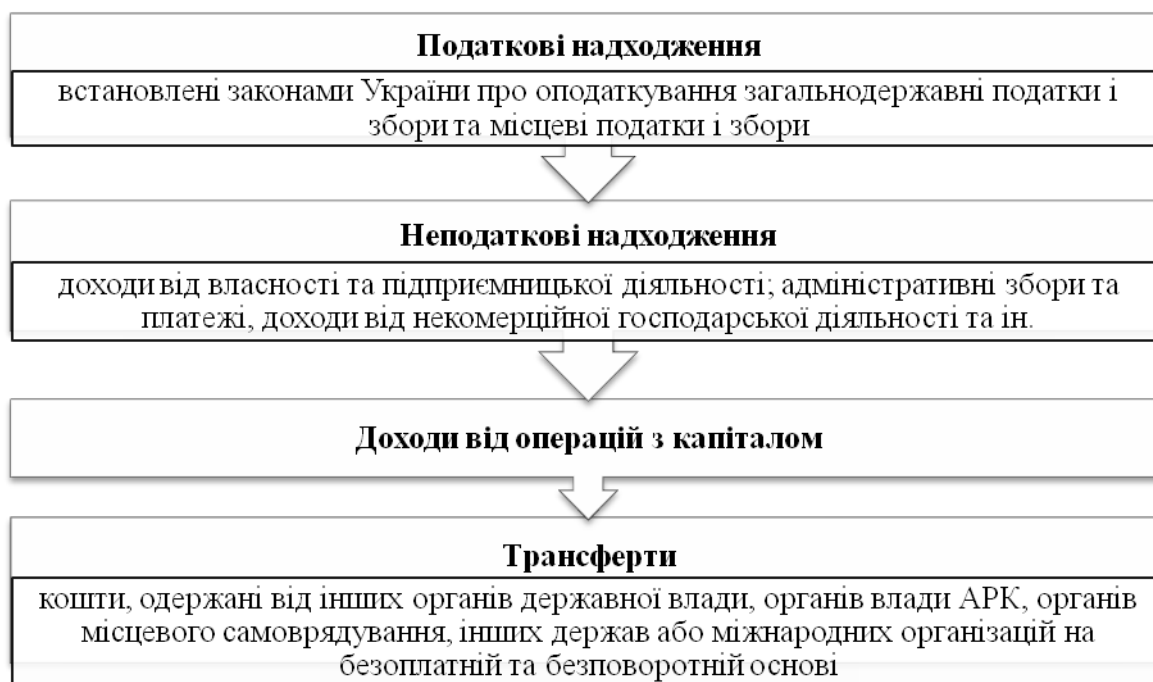 Податкові надходження
встановлені законами України про оподаткування загальнодержавні податки і
збори та місцеві податки і збори
Неподаткові надходження
доходи від власності та підприємницької діяльності; адміністративні збори та
платежі, доходи від некомерційної господарської діяльності та ін.
Доходи від операцій з капіталом
Трансферти
кошти, одержані від інших органів державної влади, органів влади АРК, органів
місцевого самоврядування, інших держав або міжнародних організацій на
безоплатній та безповоротній основі